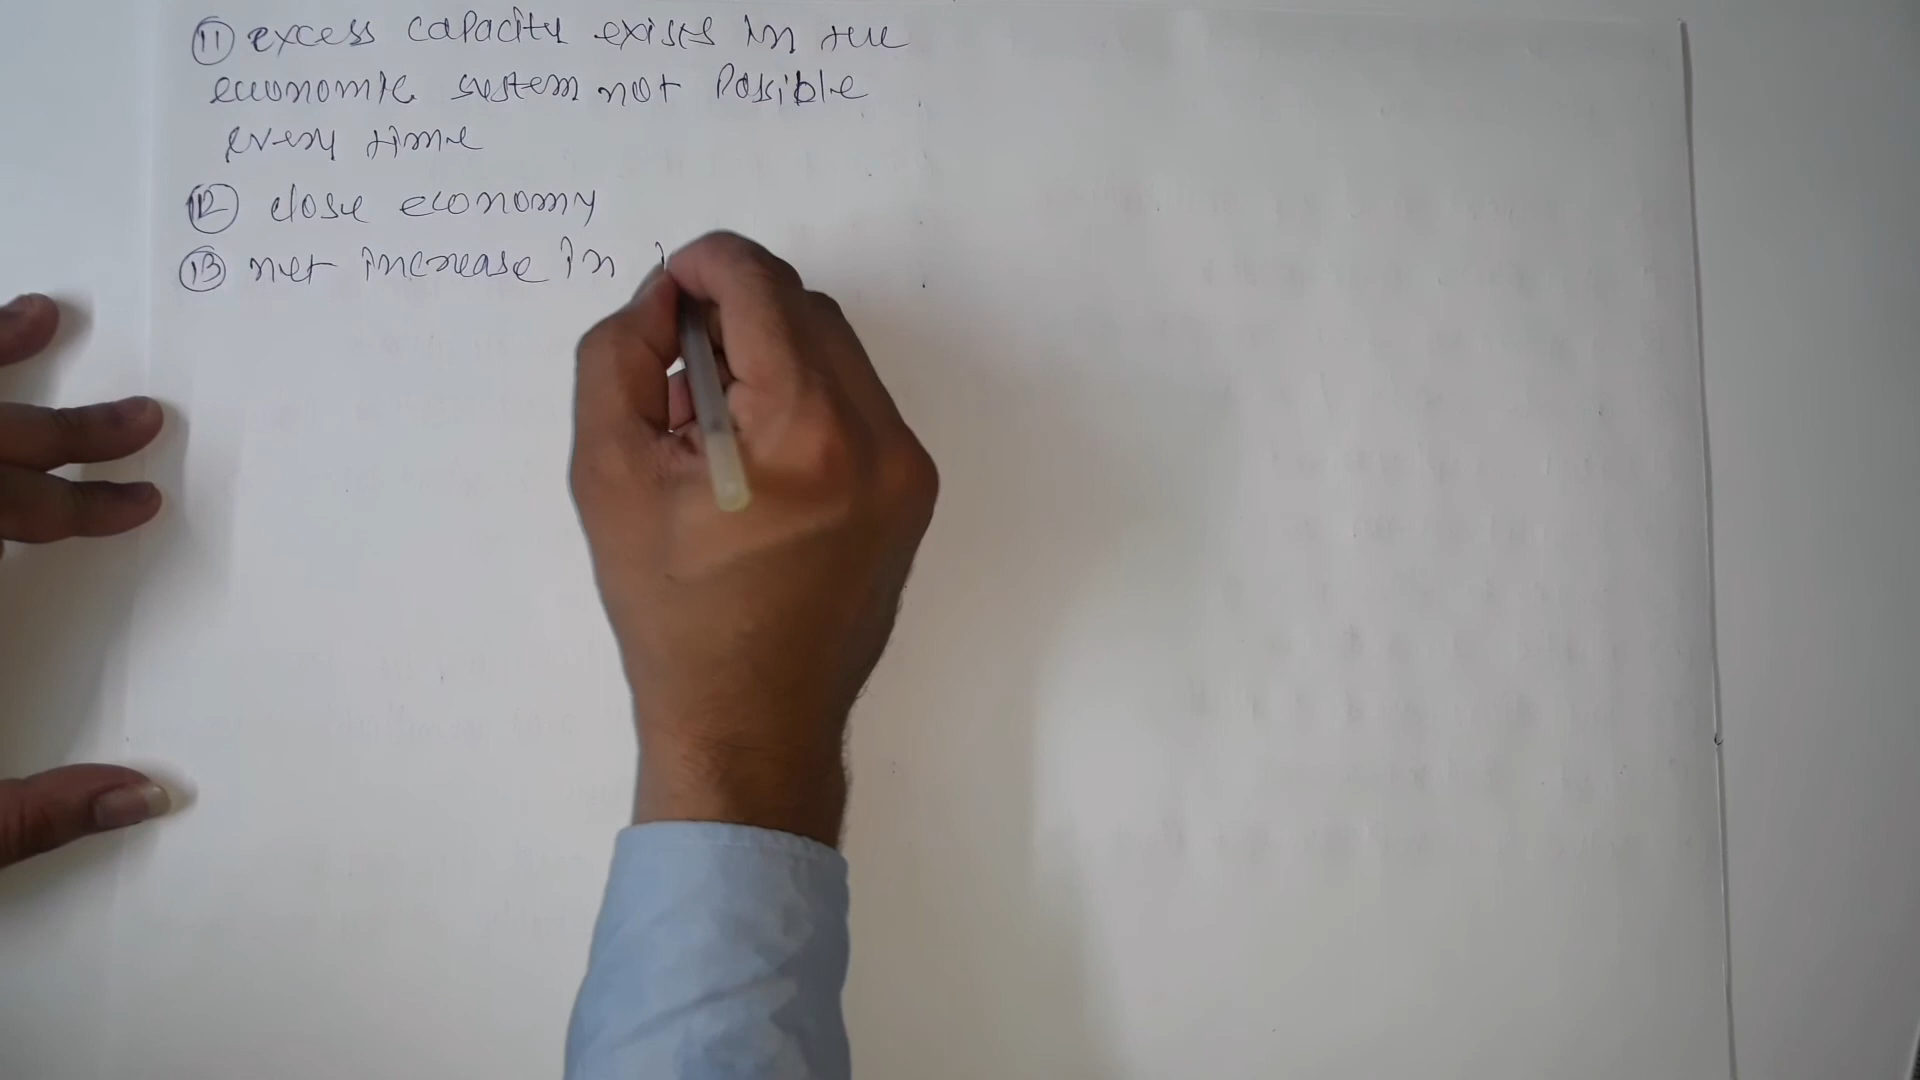 11 excess capacity exists in the
economic system not Possible
every time
12 close economy
13 net increase in